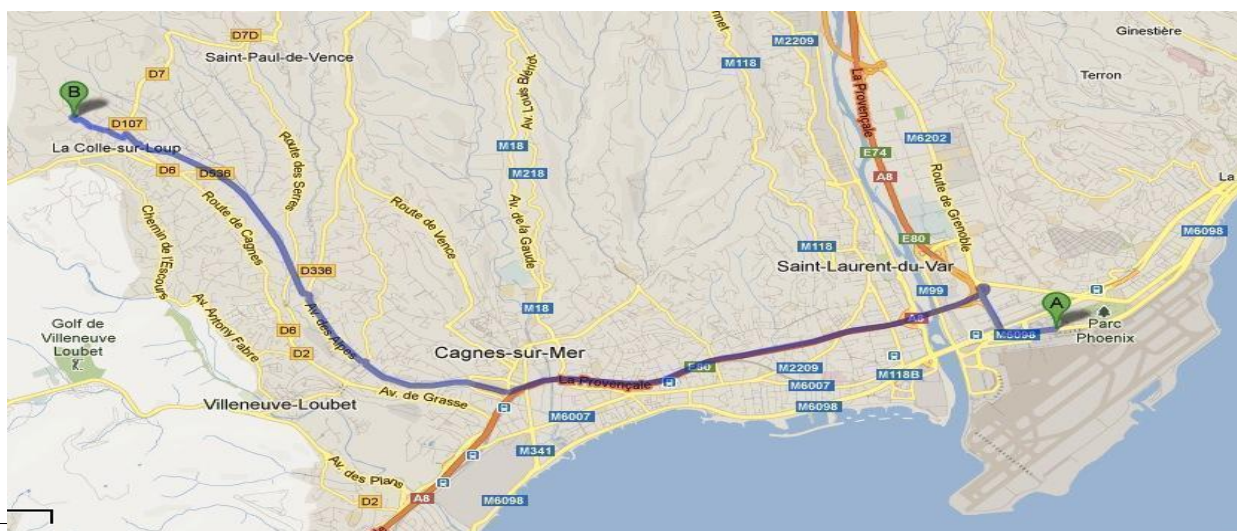 D7D
Saint-Paul-de-Vence
D7
B
D107
La Colle-sur-Loup
D6
D536
Route des Serres
Route de Cagnes
Chemin de l'Escours
D336
Av. des Alpes
Av. Antony Fabre
Golf de
Villeneuve
Loubet
D6
D2
Villeneuve-Loubet
Av. de Grasse
Av. des Plans
D2
A8
Route de Vence
Av. Louis Blériot
M18
M218
Av. de la Gaude
M18
Cagnes-sur-Mer
La Provençale
E80
M6007
M341
M6098
M2209
M6007
M6098
M118B
M2209
M118
La Provençale
E74
A8
M6202
Route de Grenoble
E80
M118
Saint-Laurent-du-Var
M99
A8
M6098
A
Parc
Phoenix
M6098
La
Terron
Ginestière